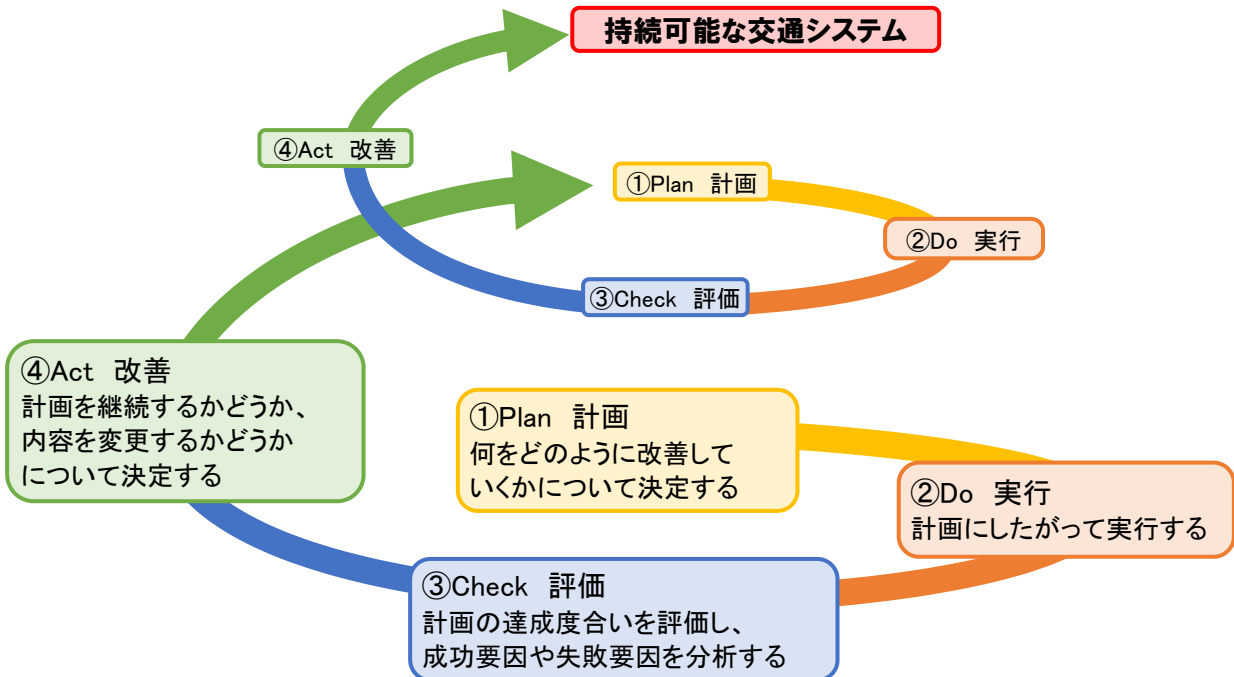 持続可能な交通システム
④Act 改善
①Plan 計画
②Do 実行
③Check 評価
④Act 改善
計画を継続するかどうか、
内容を変更するかどうか
について決定する
①Plan 計画
何をどのように改善して
いくかについて決定する
②Do 実行
計画にしたがって実行する
③Check 評価
計画の達成度合いを評価し、
成功要因や失敗要因を分析する